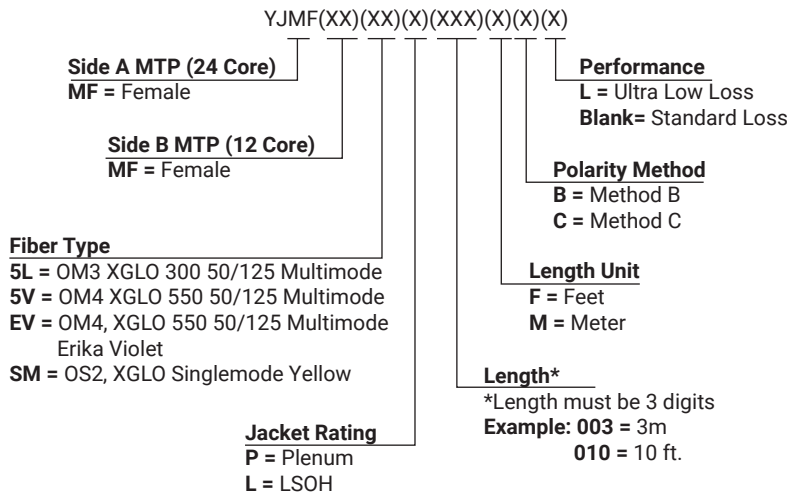 YJMF(XX)(XX)(X)(XXX)(X)(X)(X)
Side A MTP (24 Core)
MF = Female
Side B MTP (12 Core)
MF = Female
Fiber Type
5L = OM3 XGLO 300 50/125 Multimode
5V = OM4 XGLO 550 50/125 Multimode
EV = OM4, XGLO 550 50/125 Multimode
Erika Violet
SM = OS2, XGLO Singlemode Yellow
Jacket Rating
P = Plenum
L = LSOH
Performance
L = Ultra Low Loss
Blank= Standard Loss
Polarity Method
B = Method B
C = Method C
Length Unit
F = Feet
M = Meter
Length*
*Length must be 3 digits
Example: 003 = 3m
010 = 10 ft.